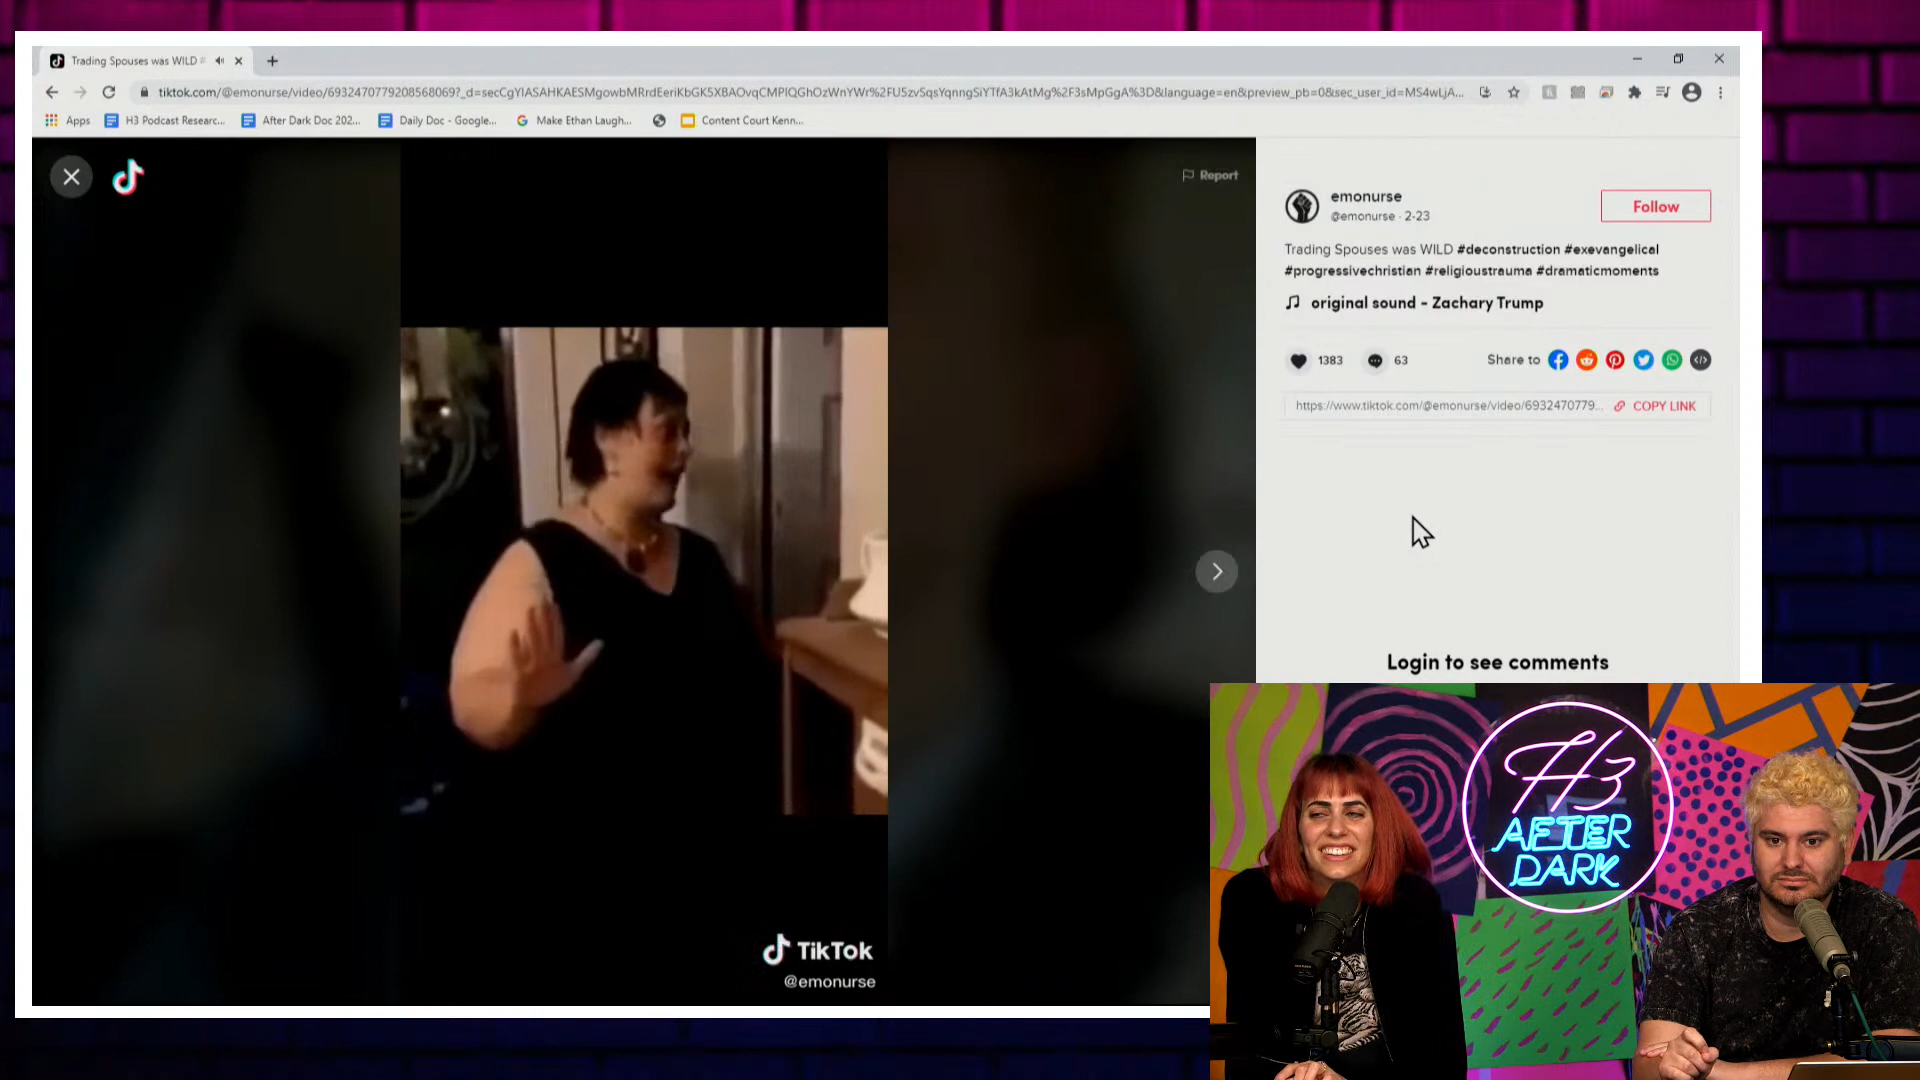 Trading Spouses was WILD #
tiktok.com/@emonurse/video/6932470779208568069?_d=secCgYIASAHKAESMgowbMRrdEeriKbGK5XBAOvqCMPIQGhOzWnYWr%2FU5zvSqsYqnngSiYTfA3kAtMg%2F3sMpGgA%3D&language=en&preview_pb=0&sec_user_id=MS4wLjA...
Apps
H3 Podcast Researc...
After Dark Doc 202...
Daily Doc - Google...
Make Ethan Laugh...
Content Court Kenn...
Report
emonurse
@emonurse · 2-23
Follow
Trading Spouses was WILD #deconstruction #exevangelical
#progressivechristian #religioustrauma #dramaticmoments
original sound - Zachary Trump
1383
63
Share to
https://www.tiktok.com/@emonurse/video/6932470779...
COPY LINK
Login to see comments
TikTok
@emonurse
H3
AFTER
DARK